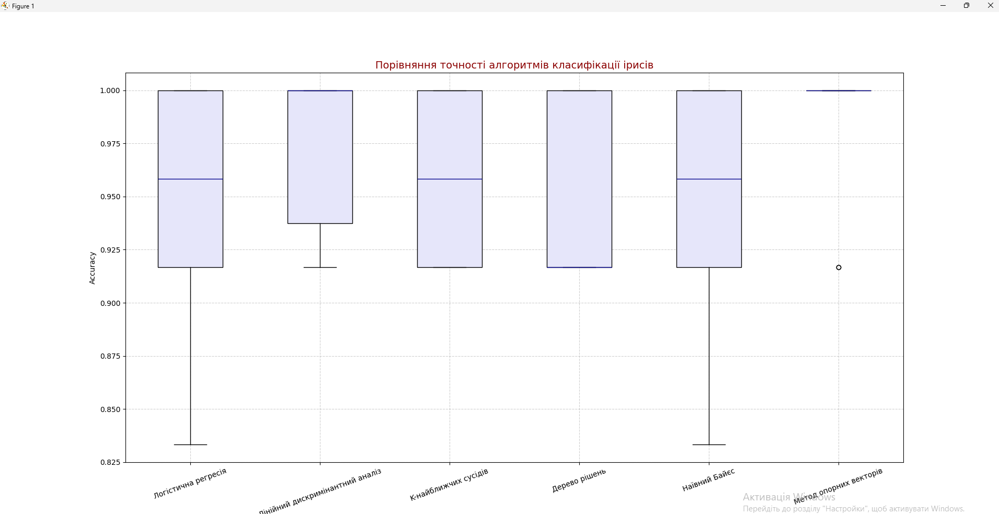 Figure 1
Порівняння точності алгоритмів класифікації ірисів
1.000
0.975
0.950
0.925
0.900
0.875
0.850
0.825
Accuracy
Логістична регресія
Лінійний дискримінантний аналіз
К-найближчих сусідів
Дерево рішень
Наївний Байєс
Метод опорних векторів
Активація Windows
Перейдіть до розділу "Настройки", щоб активувати Windows.